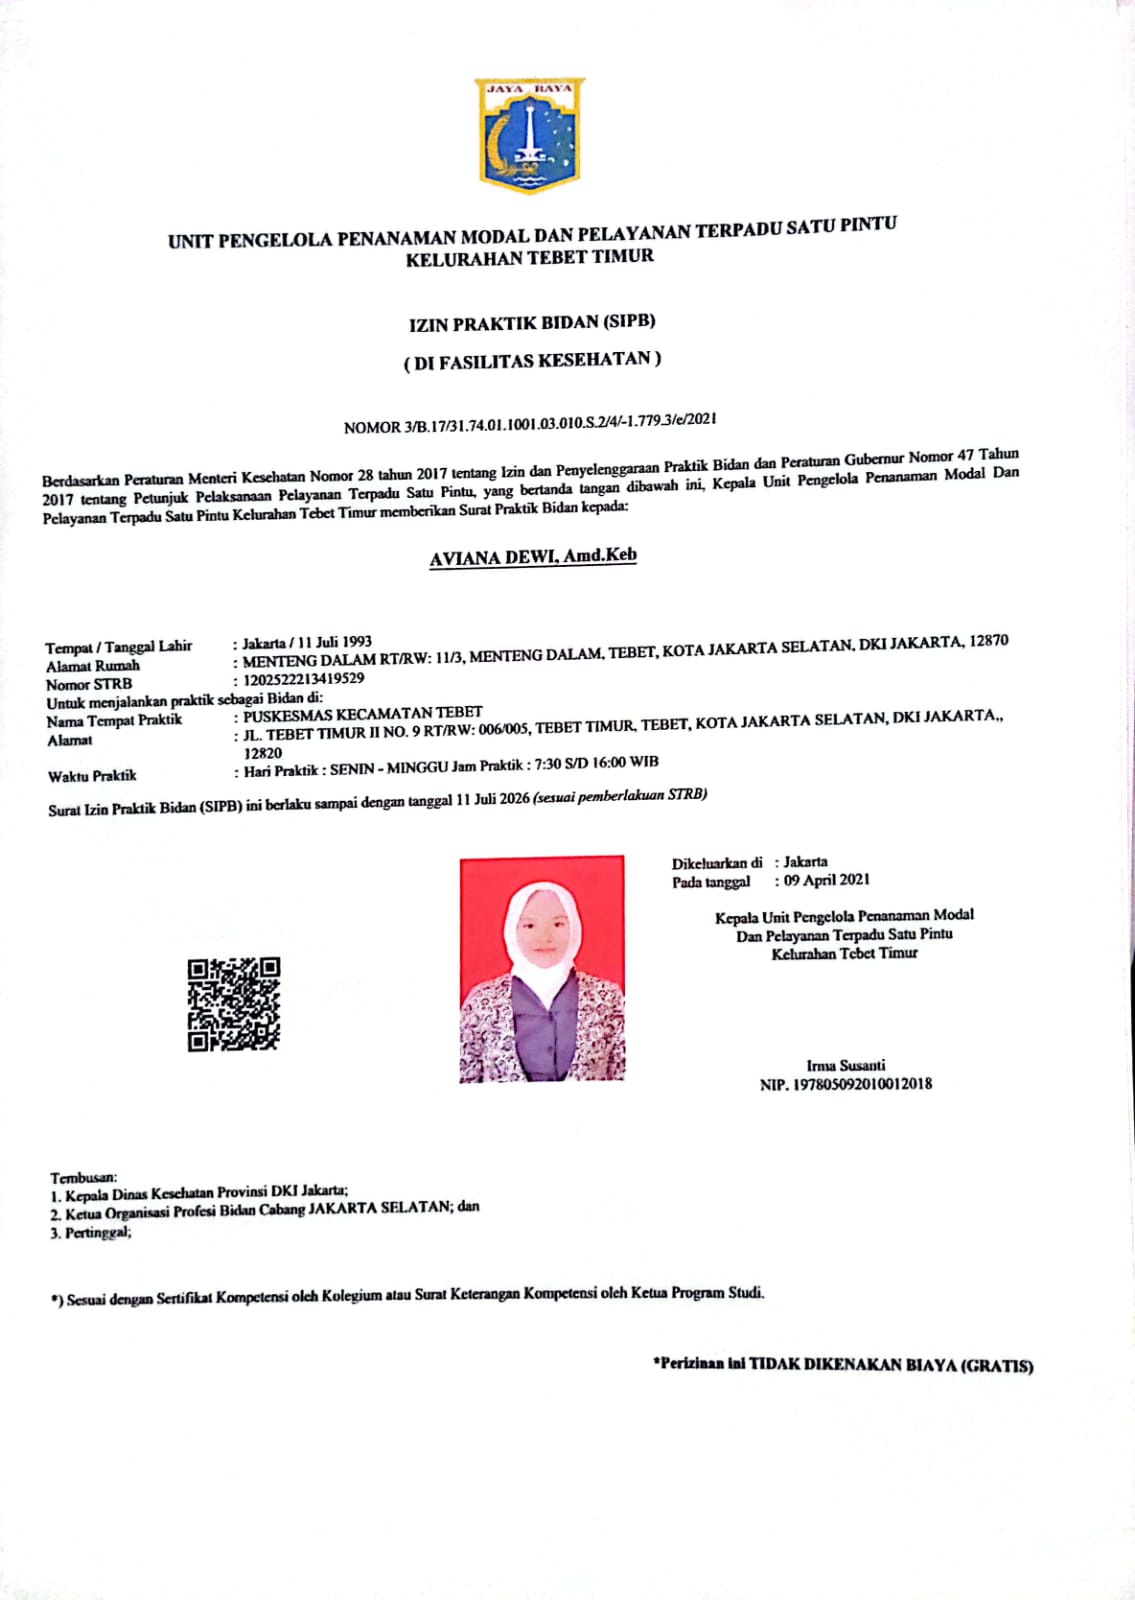 JAYA RAYA
UNIT PENGELOLA PENANAMAN MODAL DAN PELAYANAN TERPADU SATU PINTU
KELURAHAN TEBET TIMUR
IZIN PRAKTIK BIDAN (SIPB)
( DI FASILITAS KESEHATAN )
NOMOR 3/B.17/31.74.01.1001.03.010.S.2/4/-1.779.3/e/2021
Berdasarkan Peraturan Menteri Kesehatan Nomor 28 tahun 2017 tentang Izin dan Penyelenggaraan Praktik Bidan dan Peraturan Gubernur Nomor 47 Tahun
2017 tentang Petunjuk Pelaksanaan Pelayanan Terpadu Satu Pintu, yang bertanda tangan dibawah ini, Kepala Unit Pengelola Penanaman Modal Dan
Pelayanan Terpadu Satu Pintu Kelurahan Tebet Timur memberikan Surat Praktik Bidan kepada:
AVIANA DEWI, Amd.Keb
Tempat / Tanggal Lahir : Jakarta / 11 Juli 1993
Alamat Rumah : MENTENG DALAM RT/RW: 11/3, MENTENG DALAM, TEBET, KOTA JAKARTA SELATAN, DKI JAKARTA, 12870
Nomor STRB : 1202522213419529
Untuk menjalankan praktik sebagai Bidan di:
Nama Tempat Praktik : PUSKESMAS KECAMATAN TEBET
Alamat : JL. TEBET TIMUR II NO. 9 RT/RW: 006/005, TEBET TIMUR, TEBET, KOTA JAKARTA SELATAN, DKI JAKARTA,,
12820
Waktu Praktik : Hari Praktik : SENIN - MINGGU Jam Praktik : 7:30 S/D 16:00 WIB
Surat Izin Praktik Bidan (SIPB) ini berlaku sampai dengan tanggal 11 Juli 2026 (sesuai pemberlakuan STRB)
Dikeluarkan di : Jakarta
Pada tanggal : 09 April 2021
Kepala Unit Pengelola Penanaman Modal
Dan Pelayanan Terpadu Satu Pintu
Kelurahan Tebet Timur
Irma Susanti
NIP. 197805092010012018
Tembusan:
1. Kepala Dinas Kesehatan Provinsi DKI Jakarta;
2. Ketua Organisasi Profesi Bidan Cabang JAKARTA SELATAN; dan
3. Pertinggal;
*) Sesuai dengan Sertifikat Kompetensi oleh Kolegium atau Surat Keterangan Kompetensi oleh Ketua Program Studi.
*Perizinan ini TIDAK DIKENAKAN BIAYA (GRATIS)